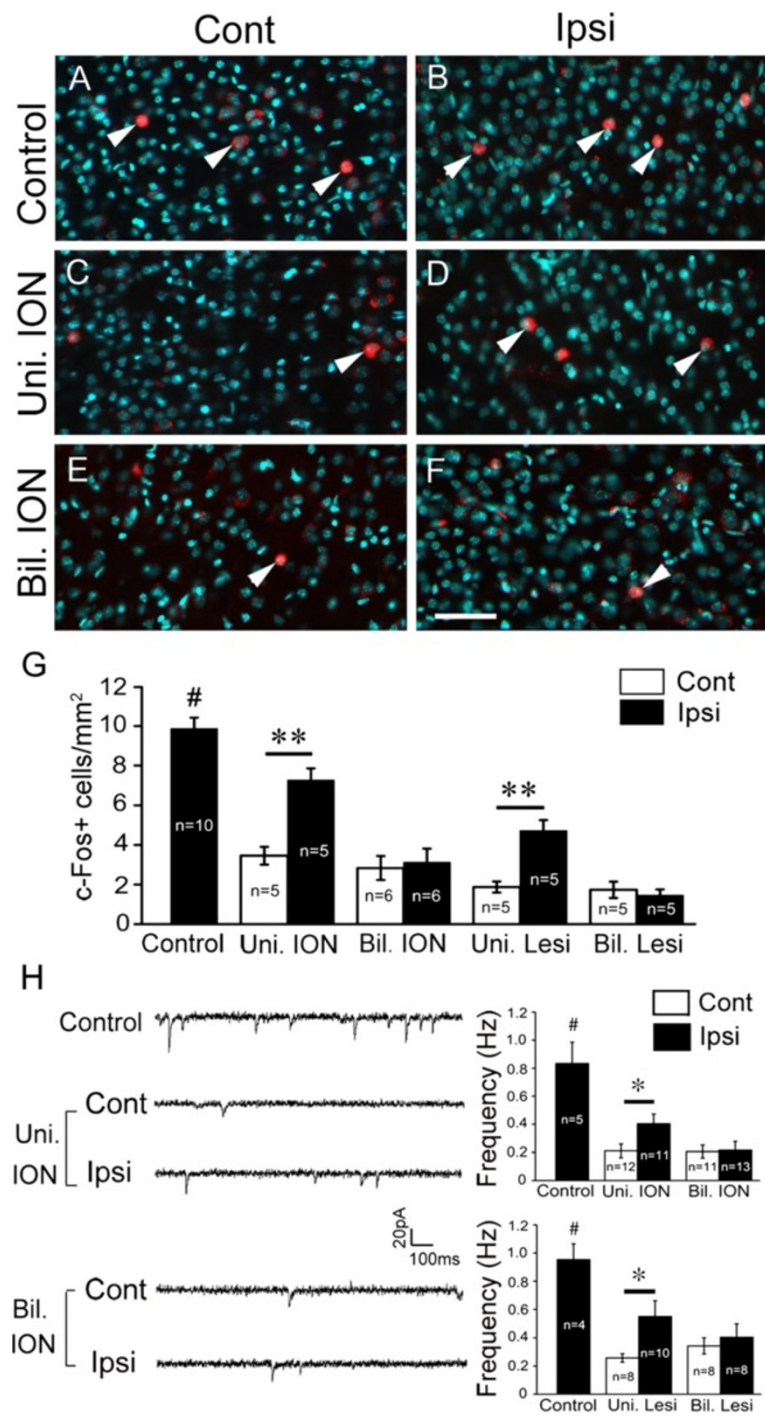 Cont Ipsi
Control
A B
Uni. ION
C D
Bil. ION
E F
G
c-Fos+ cells/mm²
12
10
8
6
4
2
0
Cont
Ipsi
#
** **
n=10 n=5 n=5 n=6 n=6 n=5 n=5 n=5 n=5
Control Uni. ION Bil. ION Uni. Lesi Bil. Lesi
H
Control
Uni. ION
Cont
Ipsi
20pA
100ms
Bil. ION
Cont
Ipsi
Frequency (Hz)
1.2
1.0
0.8
0.6
0.4
0.2
0
Cont
Ipsi
#
*
n=5 n=12 n=11 n=11 n=13
Control Uni. ION Bil. ION
Frequency (Hz)
1.2
1.0
0.8
0.6
0.4
0.2
0
#
*
n=4 n=8 n=10 n=8 n=8
Control Uni. Lesi Bil. Lesi